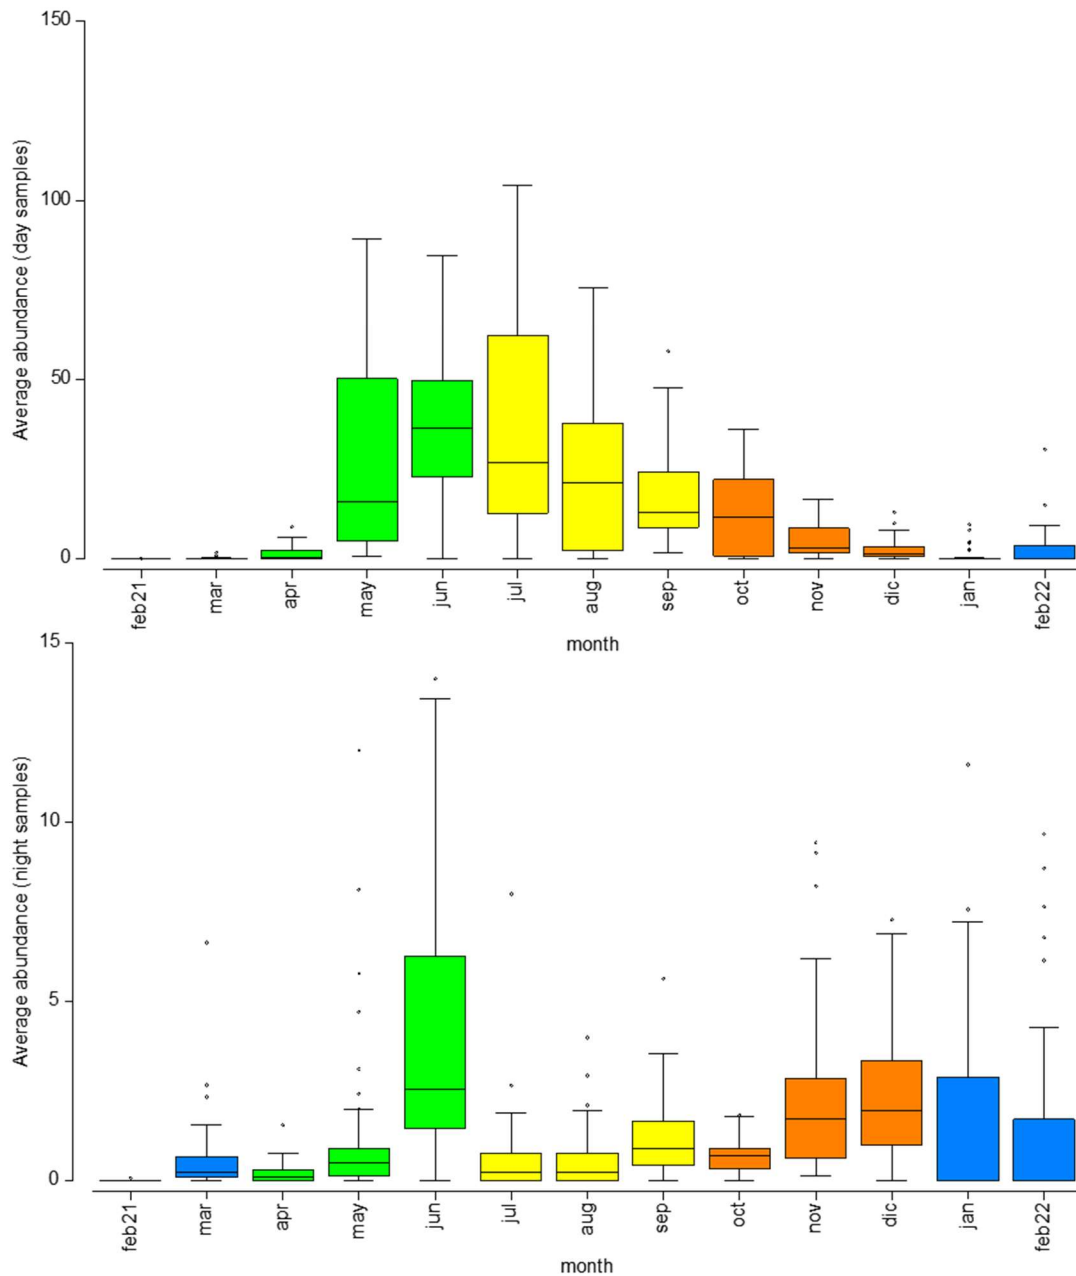 150
100
50
0
Average abundance (day samples)
feb21 mar apr may jun jul aug sep oct nov dic jan feb22
month
15
10
5
0
Average abundance (night samples)
feb21 mar apr may jun jul aug sep oct nov dic jan feb22
month